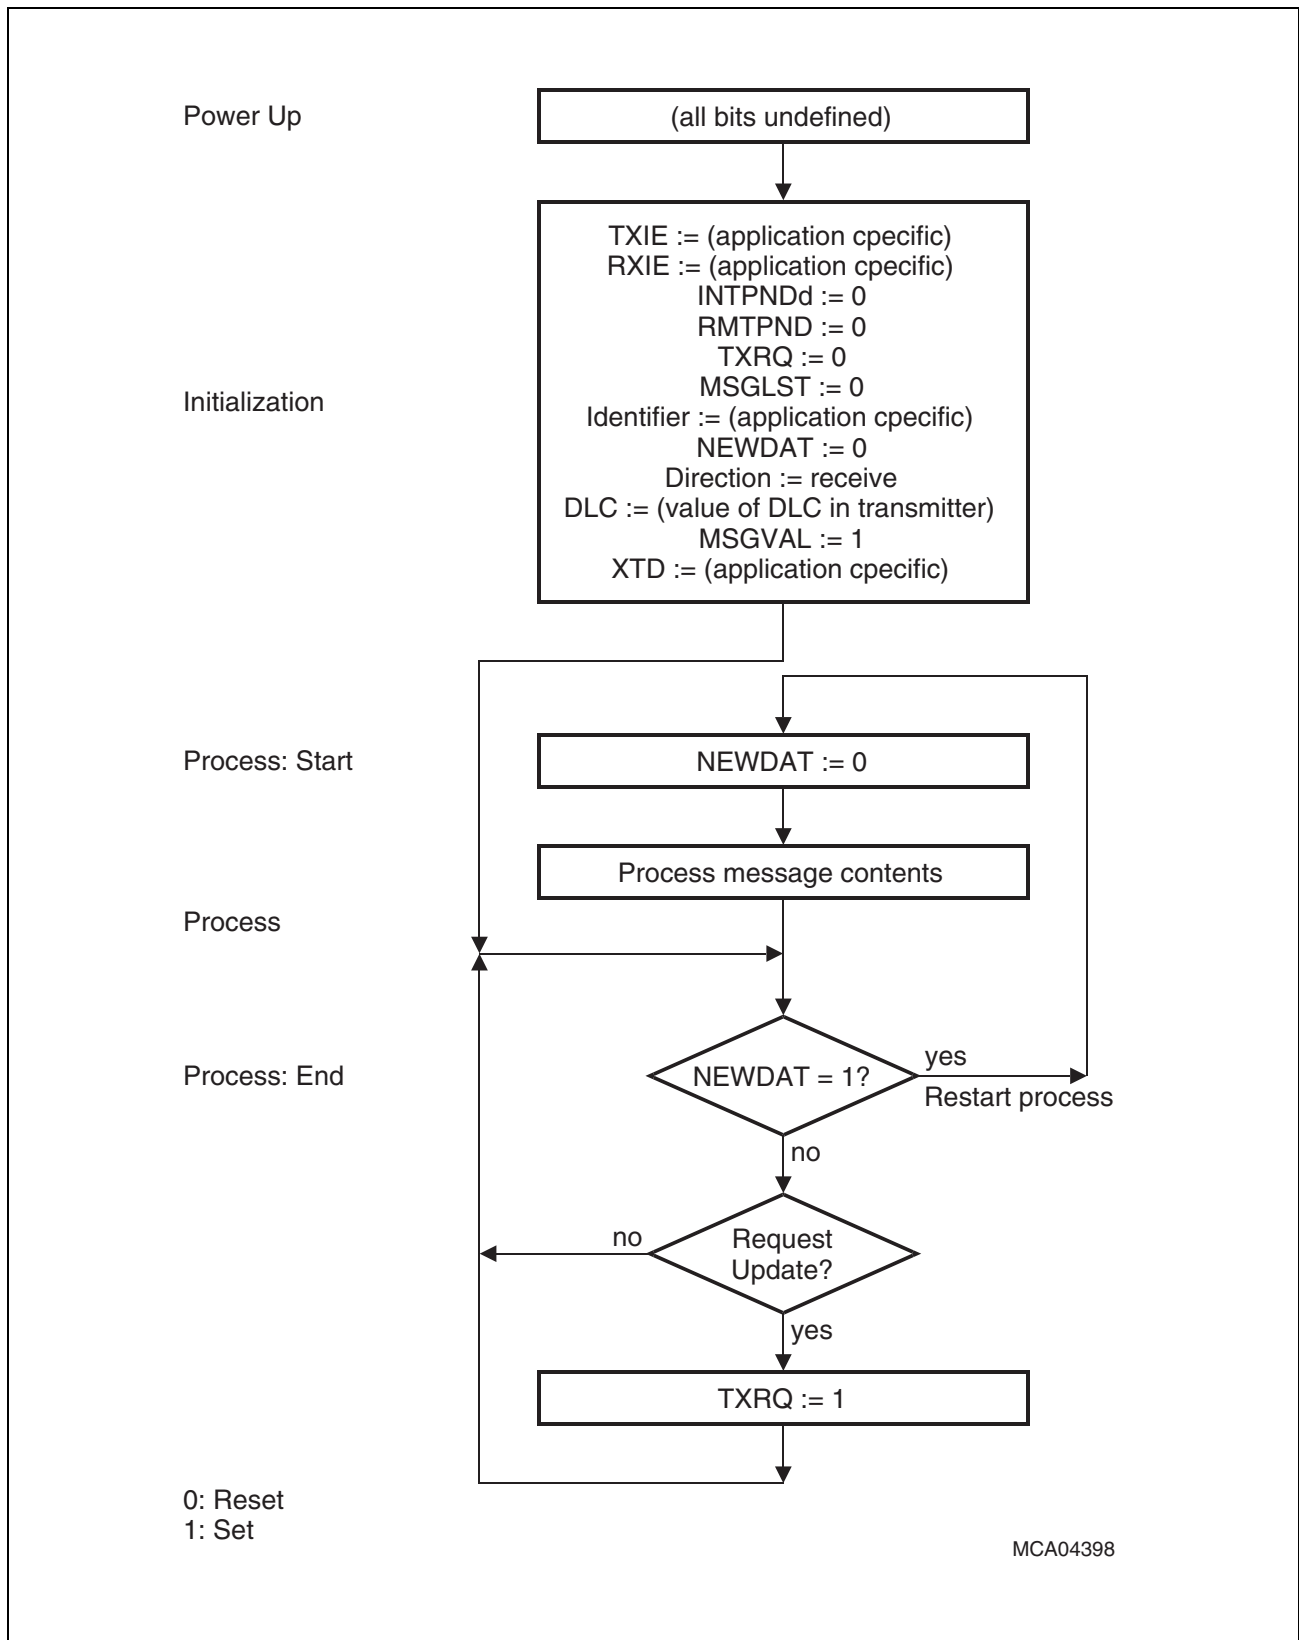 Power Up
(all bits undefined)
TXIE := (application cpecific)
RXIE := (application cpecific)
INTPNDd := 0
RMTPND := 0
TXRQ := 0
MSGLST := 0
Initialization
Identifier := (application cpecific)
NEWDAT := 0
Direction := receive
DLC := (value of DLC in transmitter)
MSGVAL := 1
XTD := (application cpecific)
Process: Start
NEWDAT := 0
Process message contents
Process
Process: End
NEWDAT = 1?
yes
Restart process
no
no
Request
Update?
yes
TXRQ := 1
0: Reset
1: Set
MCA04398